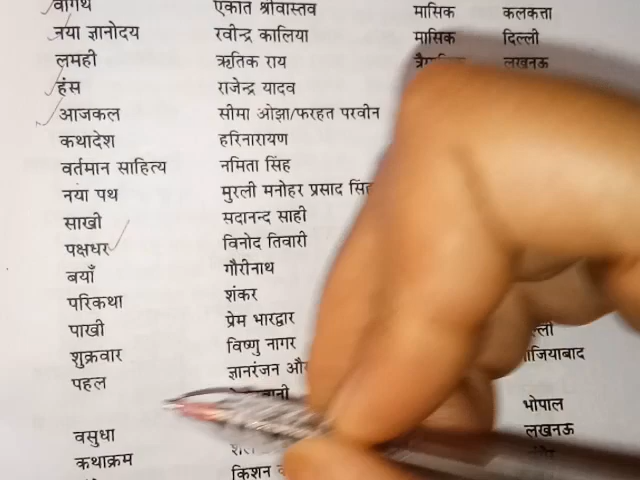 वागर्थ एकांत श्रीवास्तव मासिक कलकत्ता
नया ज्ञानोदय रवीन्द्र कालिया मासिक दिल्ली
लमही ऋतिक राय लखनऊ
हंस राजेन्द्र यादव
आजकल सीमा ओझा/फरहत परवीन
कथादेश हरिनारायण
वर्तमान साहित्य नमिता सिंह
नया पथ मुरली मनोहर प्रसाद सिंह
साखी सदानन्द साही
पक्षधर विनोद तिवारी
बयाँ गौरीनाथ
परिकथा शंकर
पाखी प्रेम भारद्वार
शुक्रवार विष्णु नागर
पहल ज्ञानरंजन
भोपाल
वसुधा लखनऊ
कथाक्रम किशन